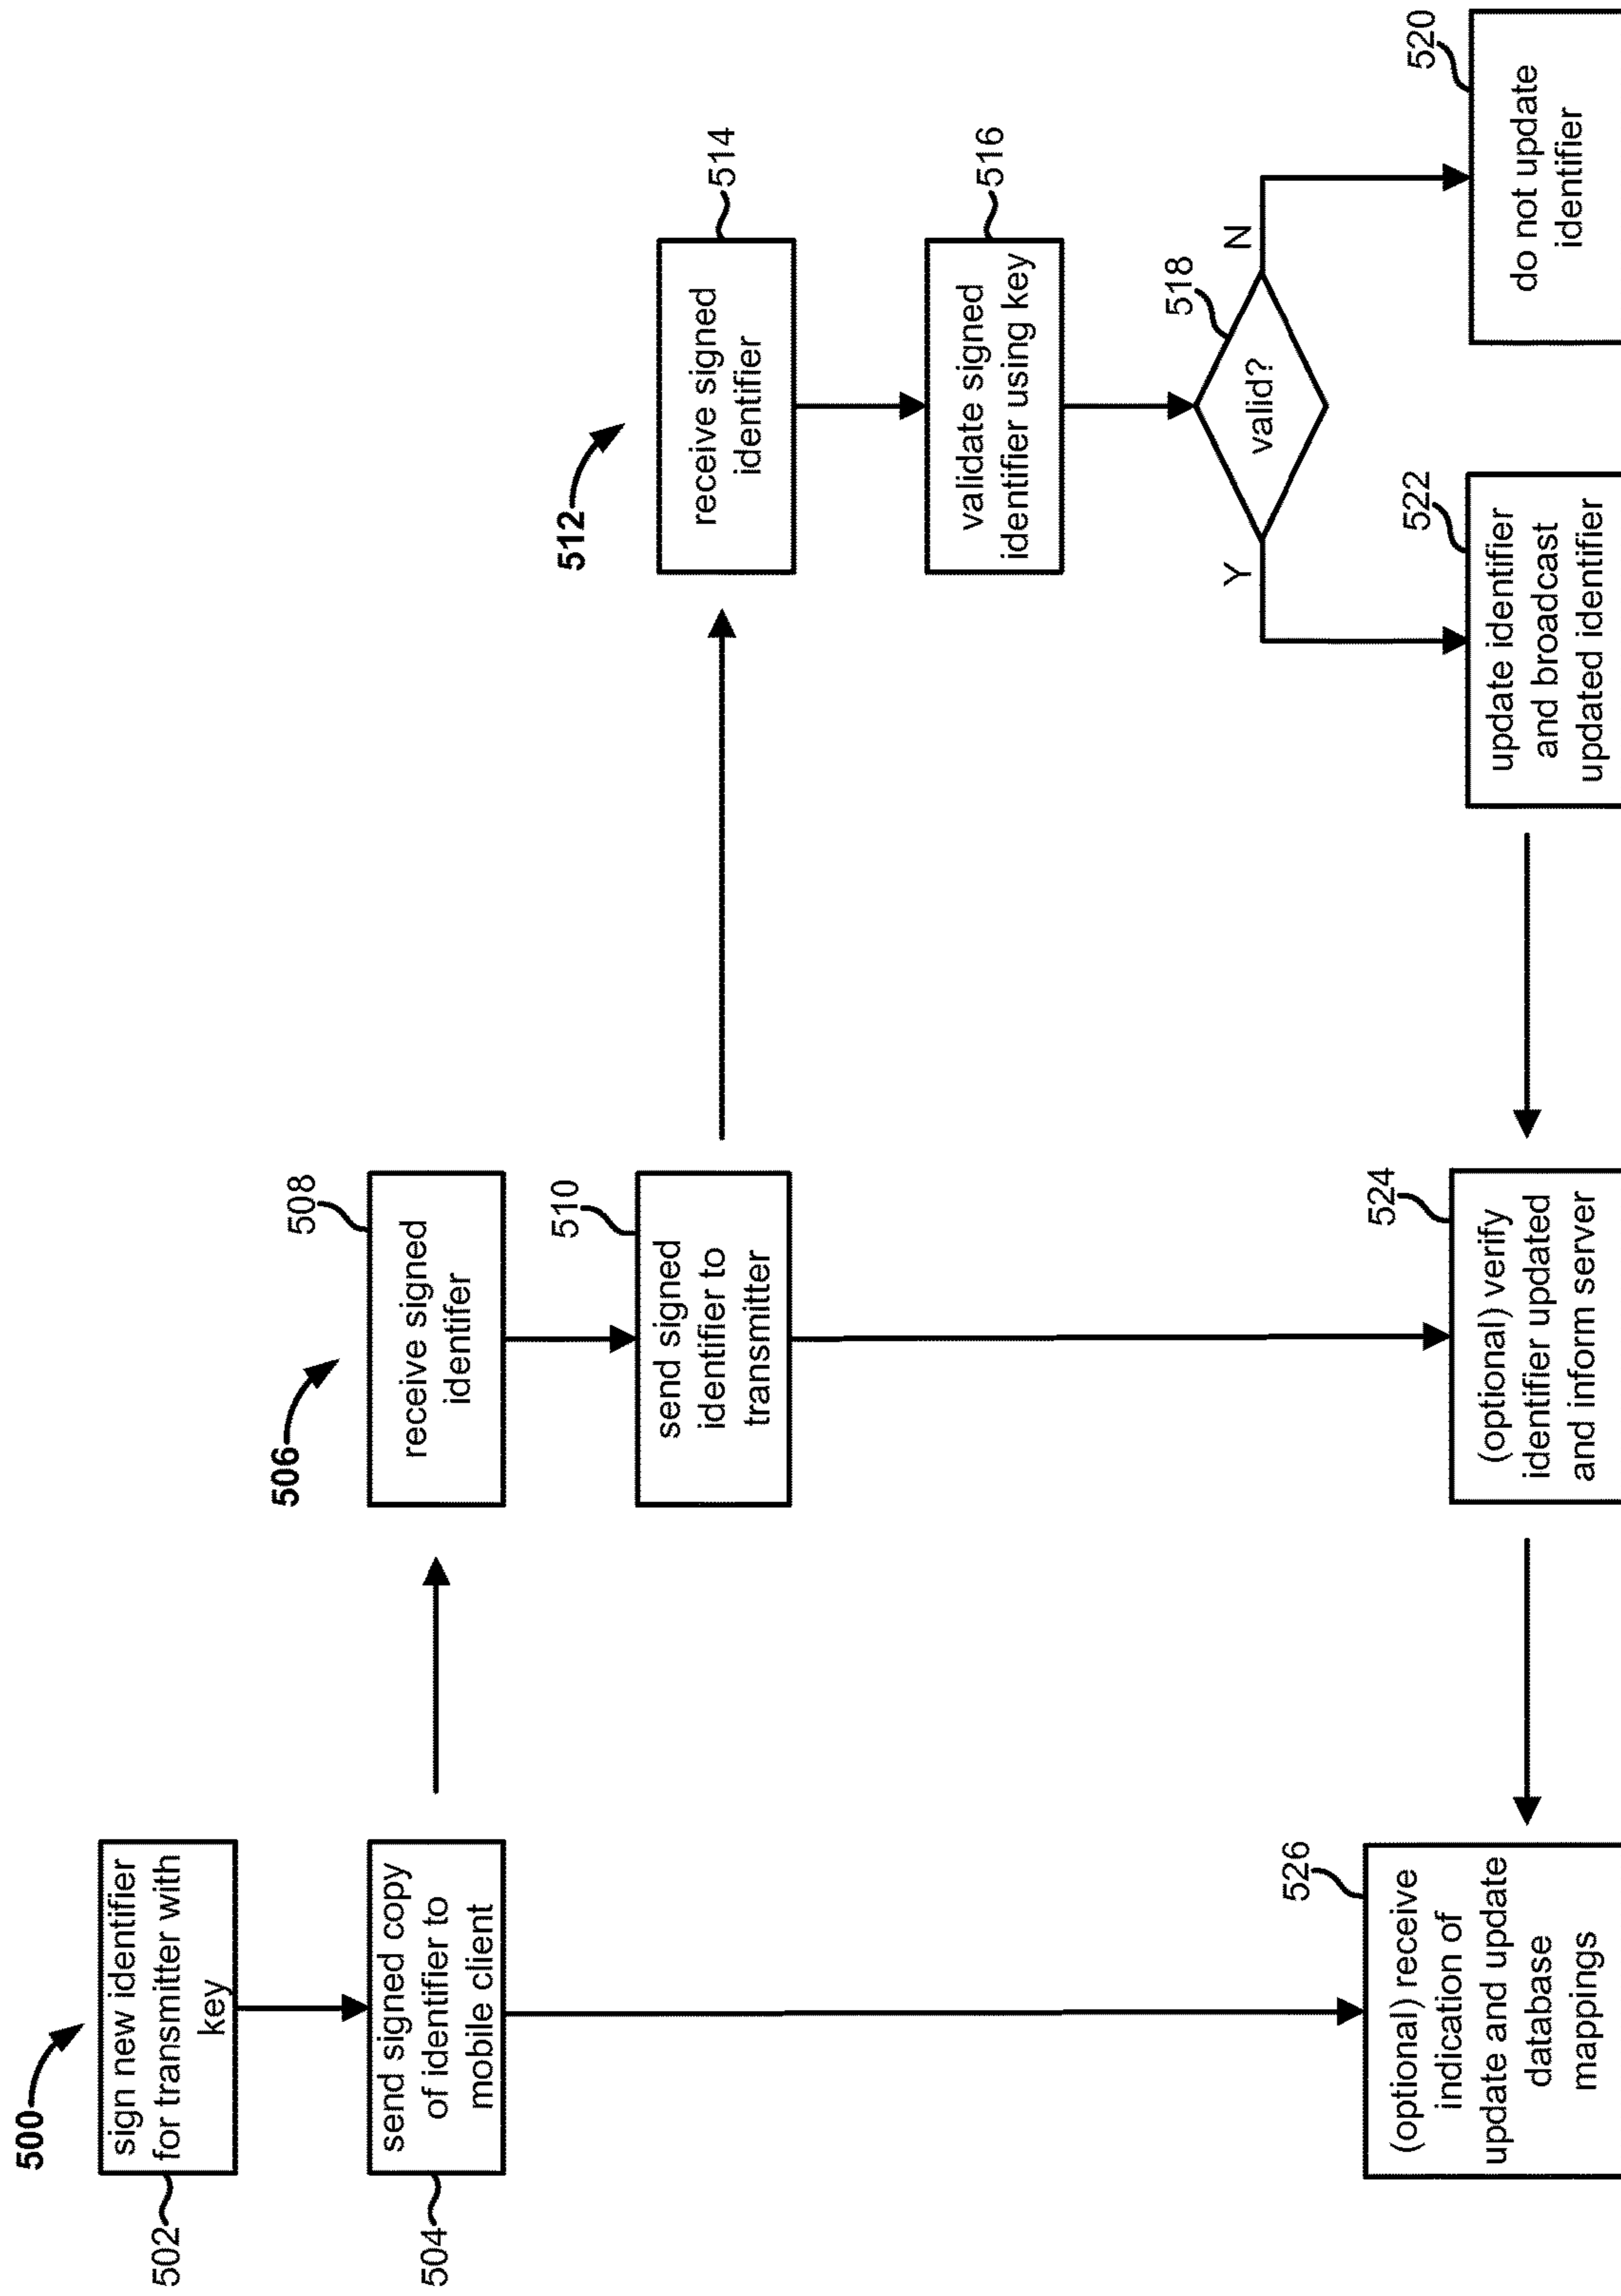 500
502
sign new identifier
for transmitter with
key
504
send signed copy
of identifier to
mobile client
506
508
receive signed
identifer
510
send signed
identifier to
transmitter
512
514
receive signed
identifier
516
validate signed
identifier using key
518
valid?
Y
N
522
update identifier
and broadcast
updated identifier
520
do not update
identifier
524
(optional) verify
identifier updated
and inform server
526
(optional) receive
indication of
update and update
database
mappings